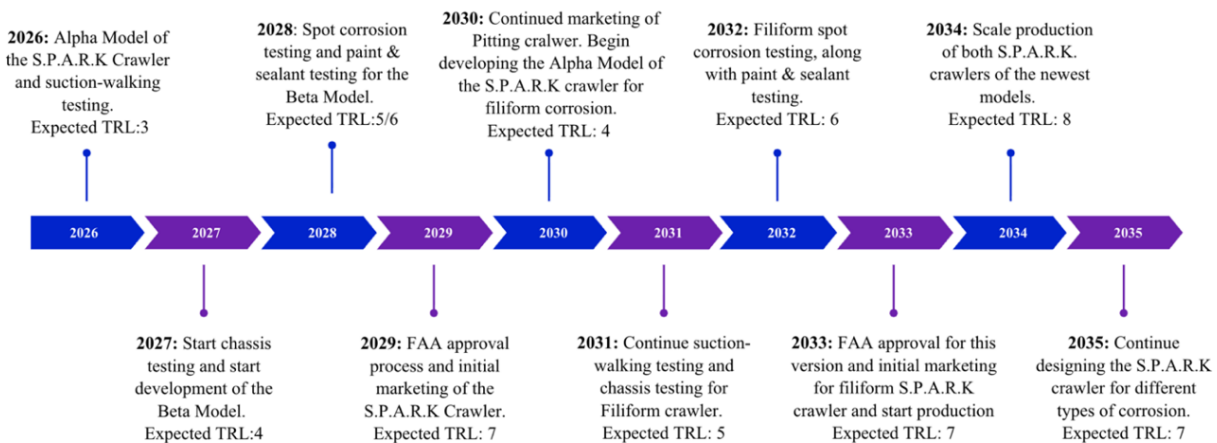 2026: Alpha Model of
the S.P.A.R.K Crawler
and suction-walking
testing.
Expected TRL:3
2028: Spot corrosion
testing and paint &
sealant testing for the
Beta Model.
Expected TRL:5/6
2030: Continued marketing of
Pitting cralwer. Begin
developing the Alpha Model of
the S.P.A.R.K crawler for
filiform corrosion.
Expected TRL: 4
2032: Filiform spot
corrosion testing, along
with paint & sealant
testing.
Expected TRL: 6
2034: Scale production
of both S.P.A.R.K.
crawlers of the newest
models.
Expected TRL: 8
2026
2027
2028
2029
2030
2031
2032
2033
2034
2035
2027: Start chassis
testing and start
development of the
Beta Model.
Expected TRL:4
2029: FAA approval
process and initial
marketing of the
S.P.A.R.K Crawler.
Expected TRL: 7
2031: Continue suction-
walking testing and
chassis testing for
Filiform crawler.
Expected TRL: 5
2033: FAA approval for this
version and initial marketing
for filiform S.P.A.R.K
crawler and start production
Expected TRL: 7
2035: Continue
designing the S.P.A.R.K
crawler for different
types of corrosion.
Expected TRL: 7